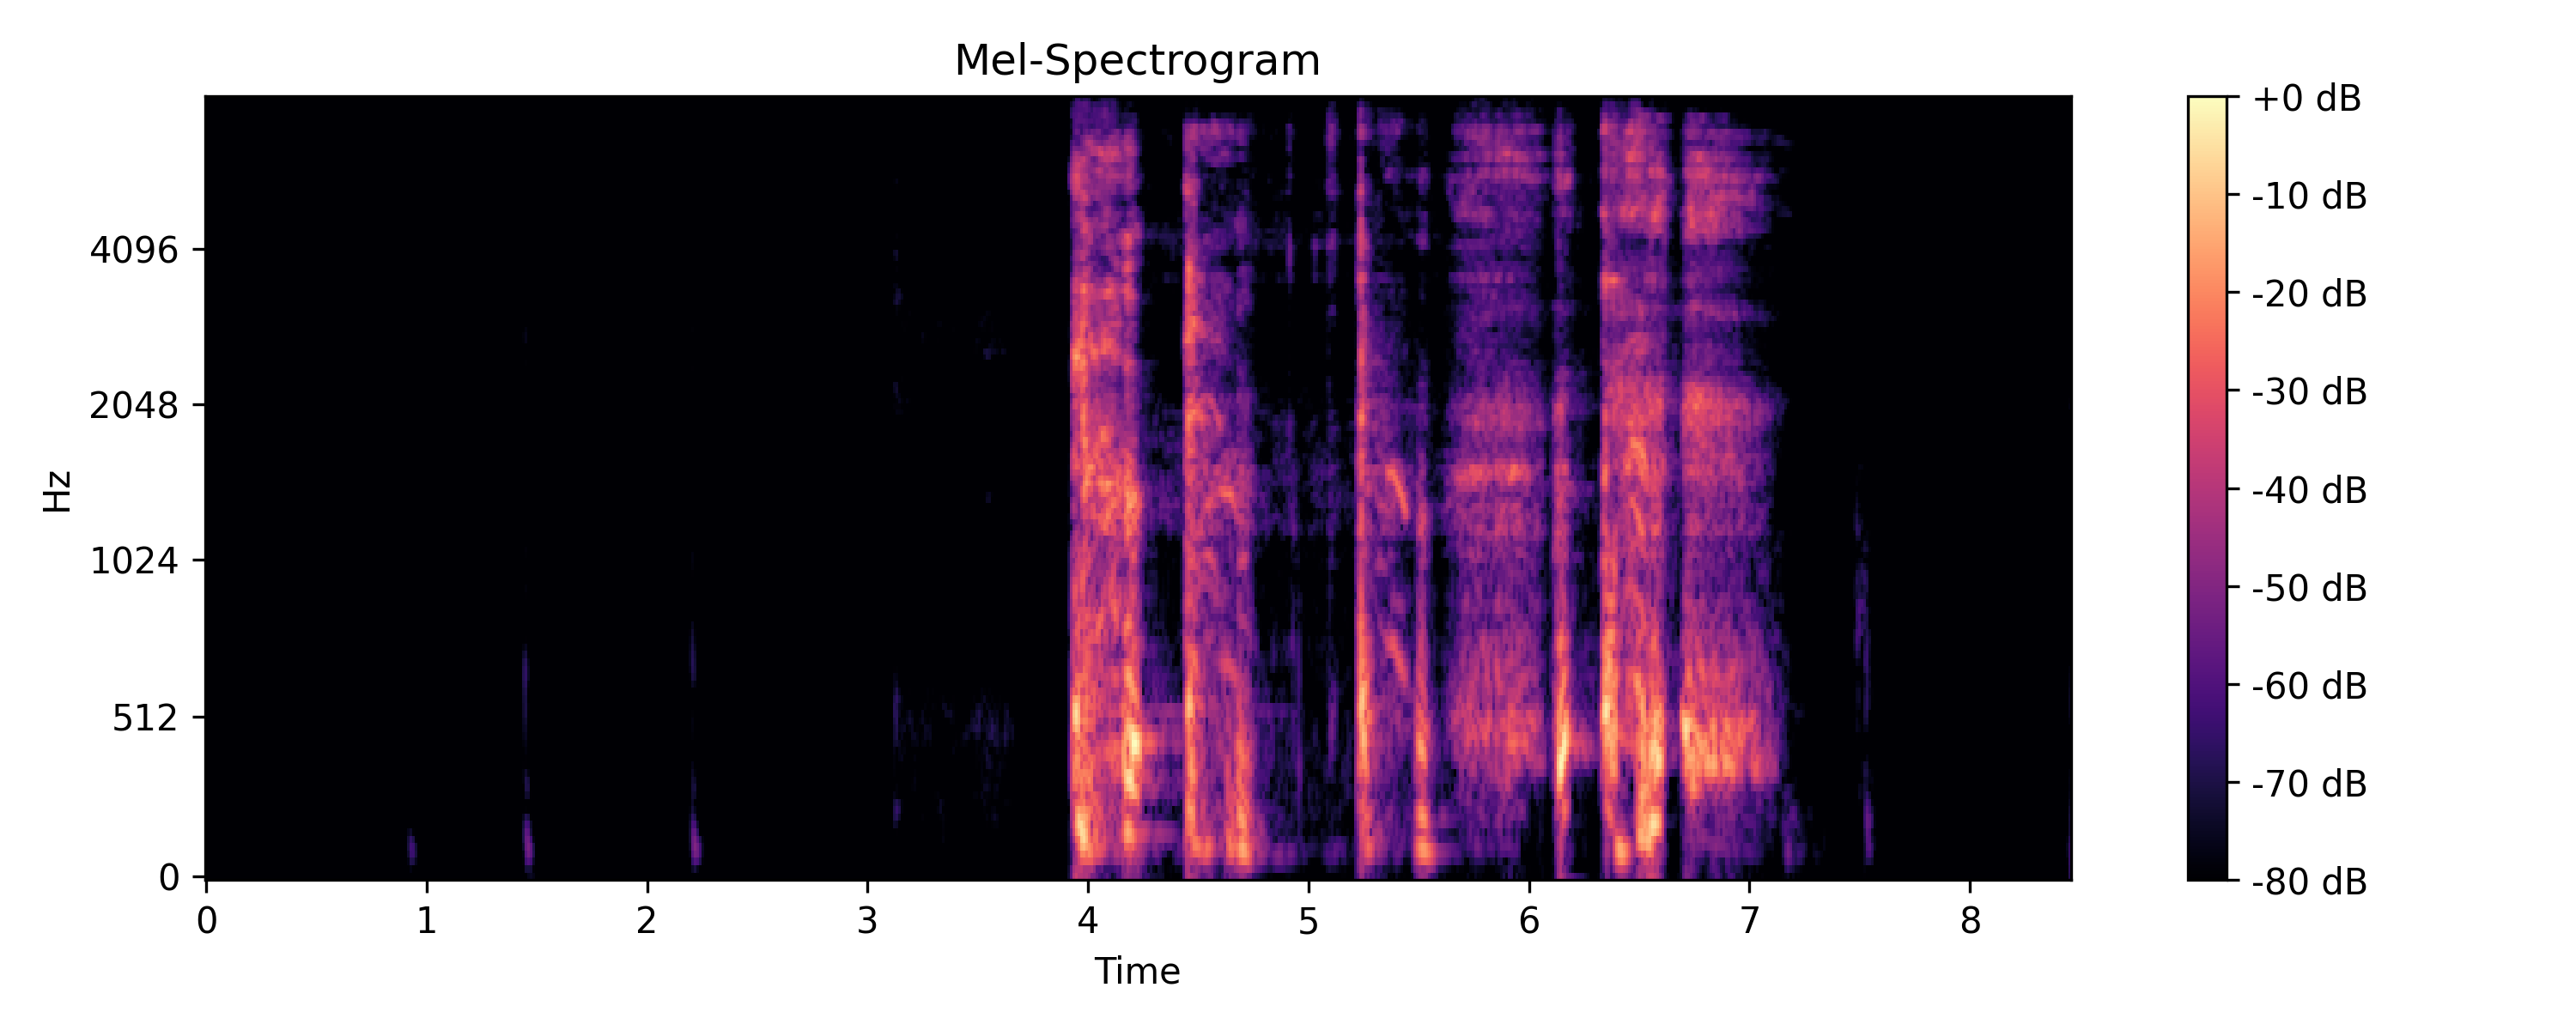 Mel-Spectrogram
Hz
4096
2048
1024
512
0
0 1 2 3 4 5 6 7 8
Time
+0 dB
-10 dB
-20 dB
-30 dB
-40 dB
-50 dB
-60 dB
-70 dB
-80 dB